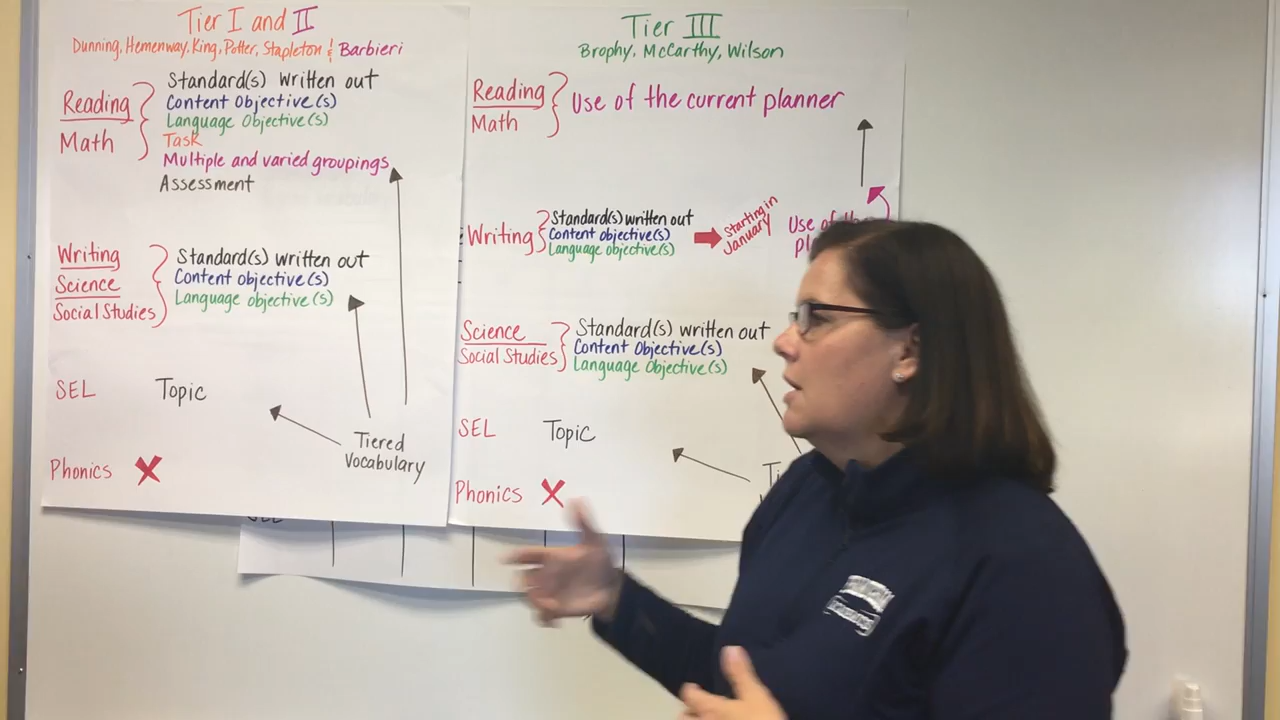 Tier I and II
Dunning, Hemenway, King, Potter, Stapleton & Barbieri
Reading
Math
Standard(s) written out
Content Objective(s)
Language Objective(s)
Task
Multiple and varied groupings
Assessment
Writing
Science
Social Studies
Standard(s) written out
Content objective(s)
Language objective(s)
SEL
Topic
Tiered
Vocabulary
Phonics X
Tier III
Brophy, McCarthy, Wilson
Reading
Math
Use of the current planner
Writing
Standard(s) written out
Content objective(s)
Language objective(s)
Starting in
January
Use of
Science
Social Studies
Standard(s) written out
Content Objective(s)
Language Objective(s)
SEL
Topic
Phonics X